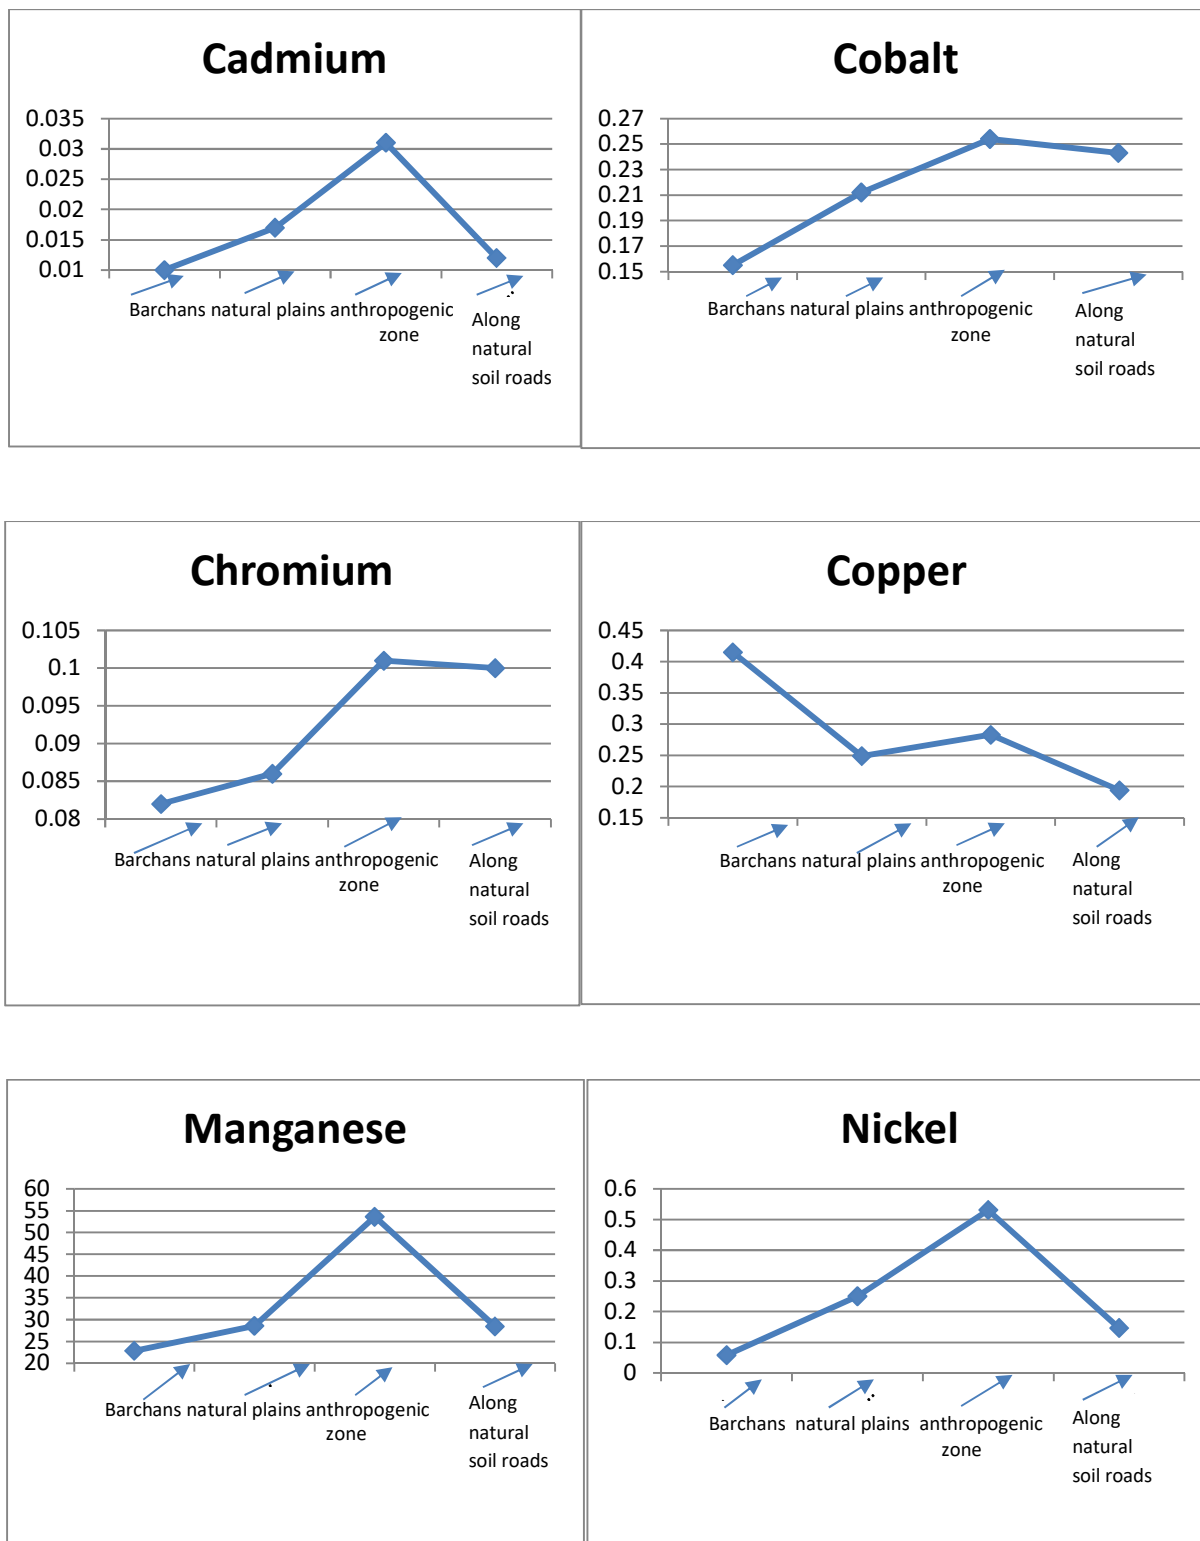 Cadmium
0.035
0.03
0.025
0.02
0.015
0.01
Barchans natural plains anthropogenic
zone
Along
natural
soil roads
Cobalt
0.27
0.25
0.23
0.21
0.19
0.17
0.15
Barchans natural plains anthropogenic
zone
Along
natural
soil roads
Chromium
0.105
0.1
0.095
0.09
0.085
0.08
Barchans natural plains anthropogenic
zone
Along
natural
soil roads
Copper
0.45
0.4
0.35
0.3
0.25
0.2
0.15
Barchans natural plains anthropogenic
zone
Along
natural
soil roads
Manganese
60
55
50
45
40
35
30
25
20
Barchans natural plains anthropogenic
zone
Along
natural
soil roads
Nickel
0.6
0.5
0.4
0.3
0.2
0.1
0
Barchans natural plains anthropogenic
zone
Along
natural
soil roads